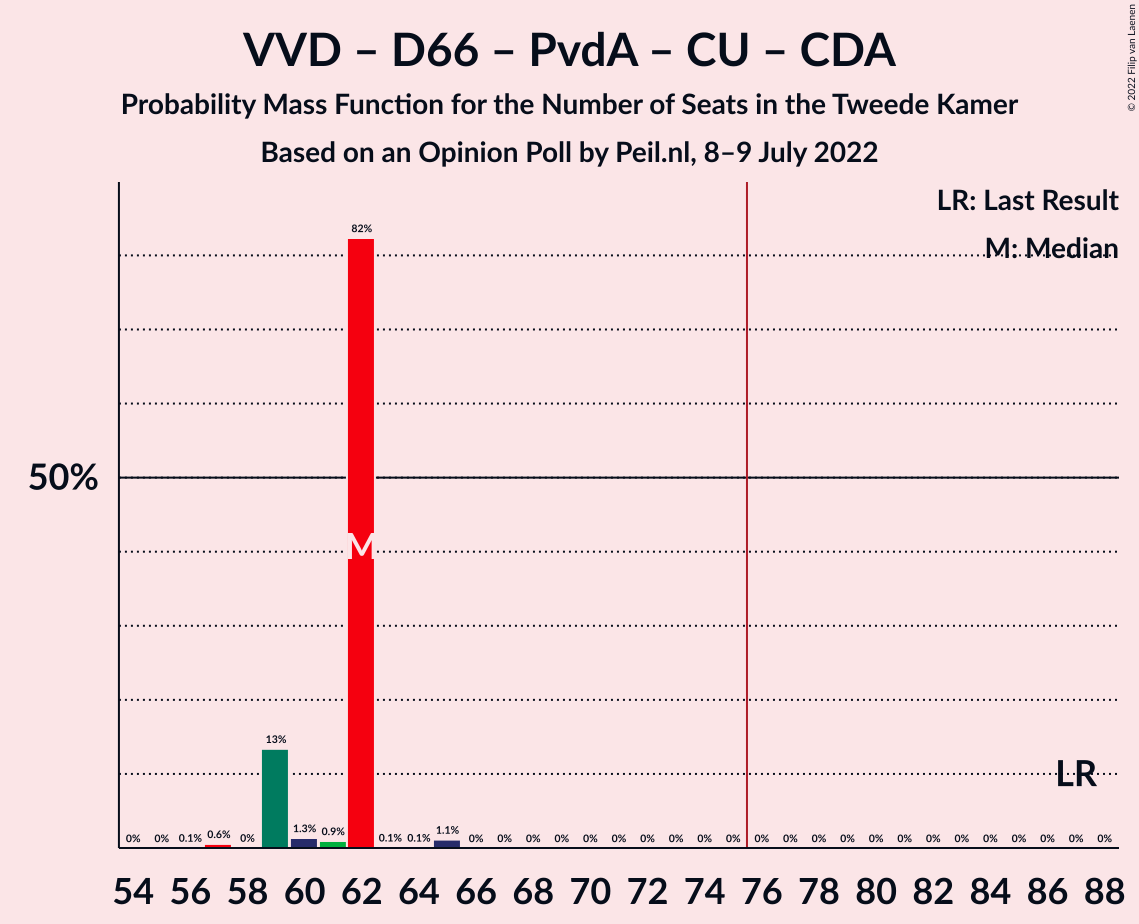 VVD – D66 – PvdA – CU – CDA
Probability Mass Function for the Number of Seats in the Tweede Kamer
Based on an Opinion Poll by Peil.nl, 8–9 July 2022
© 2022 Filip van Laenen
LR: Last Result
M: Median
82%
50%
M
13%
LR
0% 0% 0.1% 0.6% 0% 1.3% 0.9% 0.1% 0.1% 1.1% 0% 0% 0% 0% 0% 0% 0% 0% 0% 0% 0% 0% 0% 0% 0% 0% 0% 0% 0% 0% 0% 0% 0%
54 56 58 60 62 64 66 68 70 72 74 76 78 80 82 84 86 88